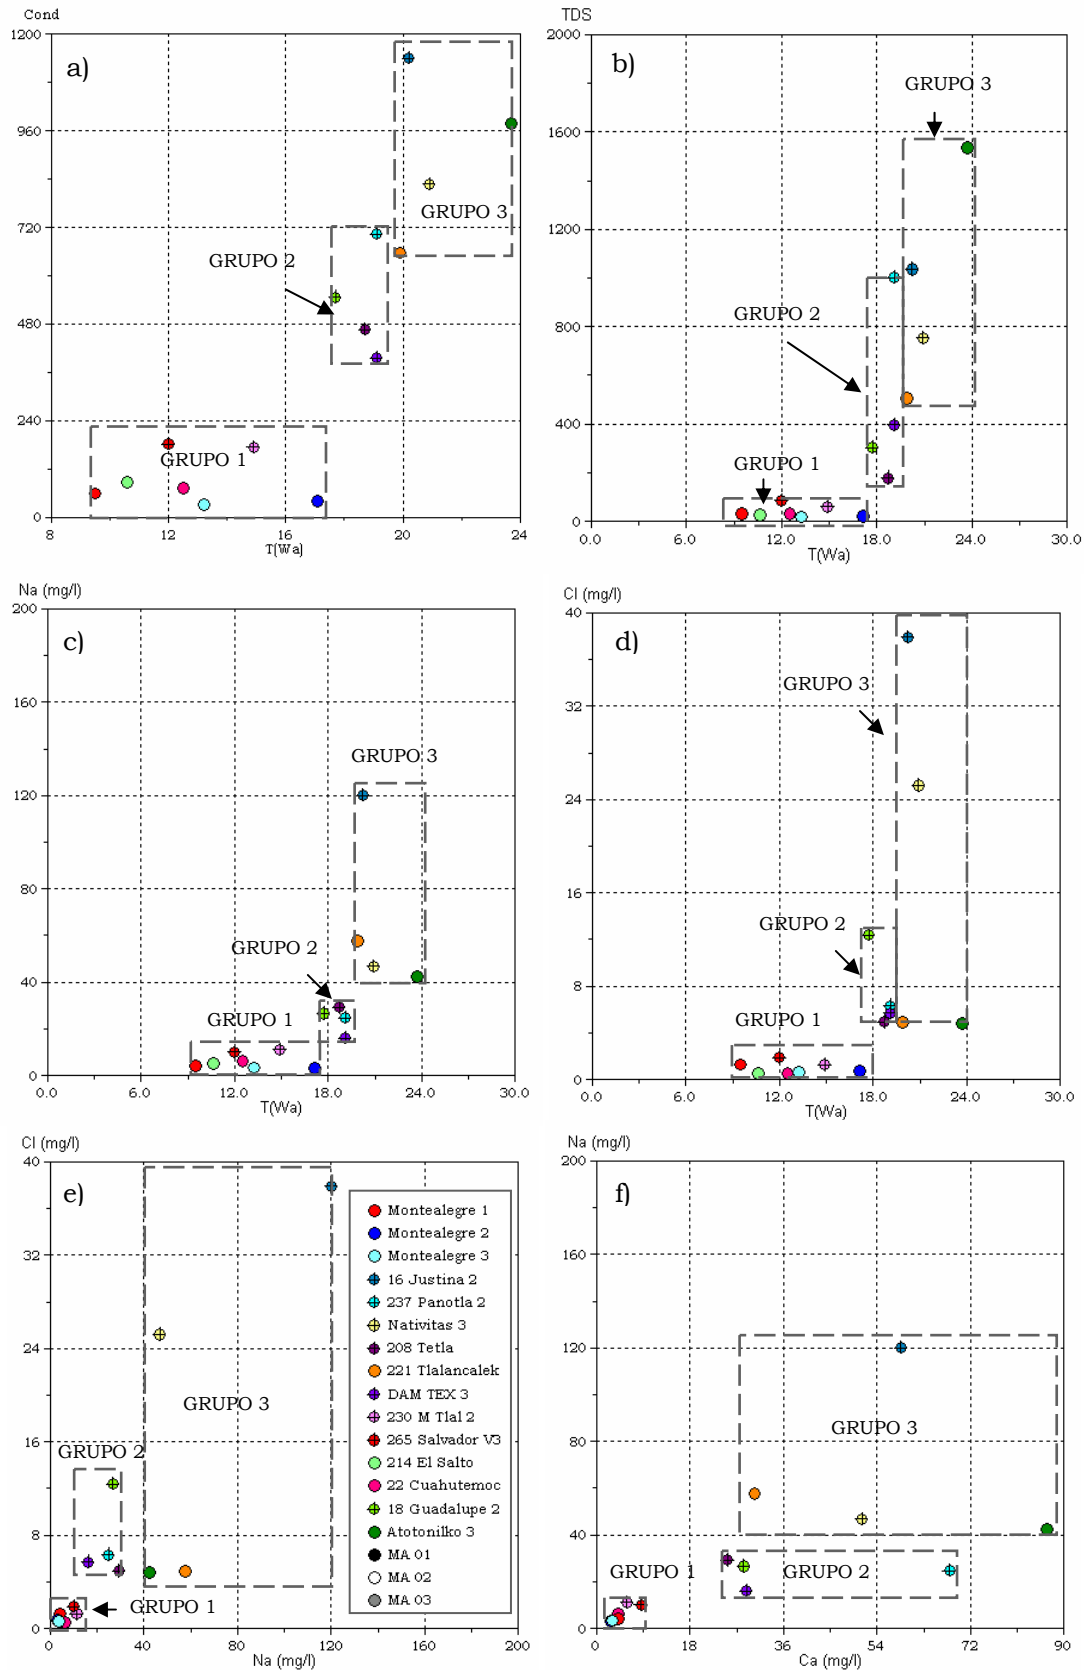 Cond
1200
960
720
480
240
0
8
12
16
20
24
T(Wa)
a)
GRUPO 3
GRUPO 2
GRUPO 1
TDS
2000
1600
1200
800
400
0
0.0
6.0
12.0
18.0
24.0
30.0
T(Wa)
b)
GRUPO 3
GRUPO 2
GRUPO 1
Na (mg/l)
200
160
120
80
40
0
0.0
6.0
12.0
18.0
24.0
30.0
T(Wa)
c)
GRUPO 3
GRUPO 2
GRUPO 1
Cl (mg/l)
40
32
24
16
8
0
0.0
6.0
12.0
18.0
24.0
30.0
T(Wa)
d)
GRUPO 3
GRUPO 2
GRUPO 1
Cl (mg/l)
40
32
24
16
8
0
0
40
80
120
160
200
Na (mg/l)
e)
GRUPO 3
GRUPO 2
GRUPO 1
Montealegre 1
Montealegre 2
Montealegre 3
16 Justina 2
237 Panotla 2
Nativitas 3
208 Tetla
221 Tlalancalek
DAM TEX 3
230 M Tlal 2
265 Salvador V3
214 El Salto
22 Cuahutemoc
18 Guadalupe 2
Atotonilko 3
MA 01
MA 02
MA 03
Na (mg/l)
200
160
120
80
40
0
0
18
36
54
72
90
Ca (mg/l)
f)
GRUPO 3
GRUPO 1
GRUPO 2